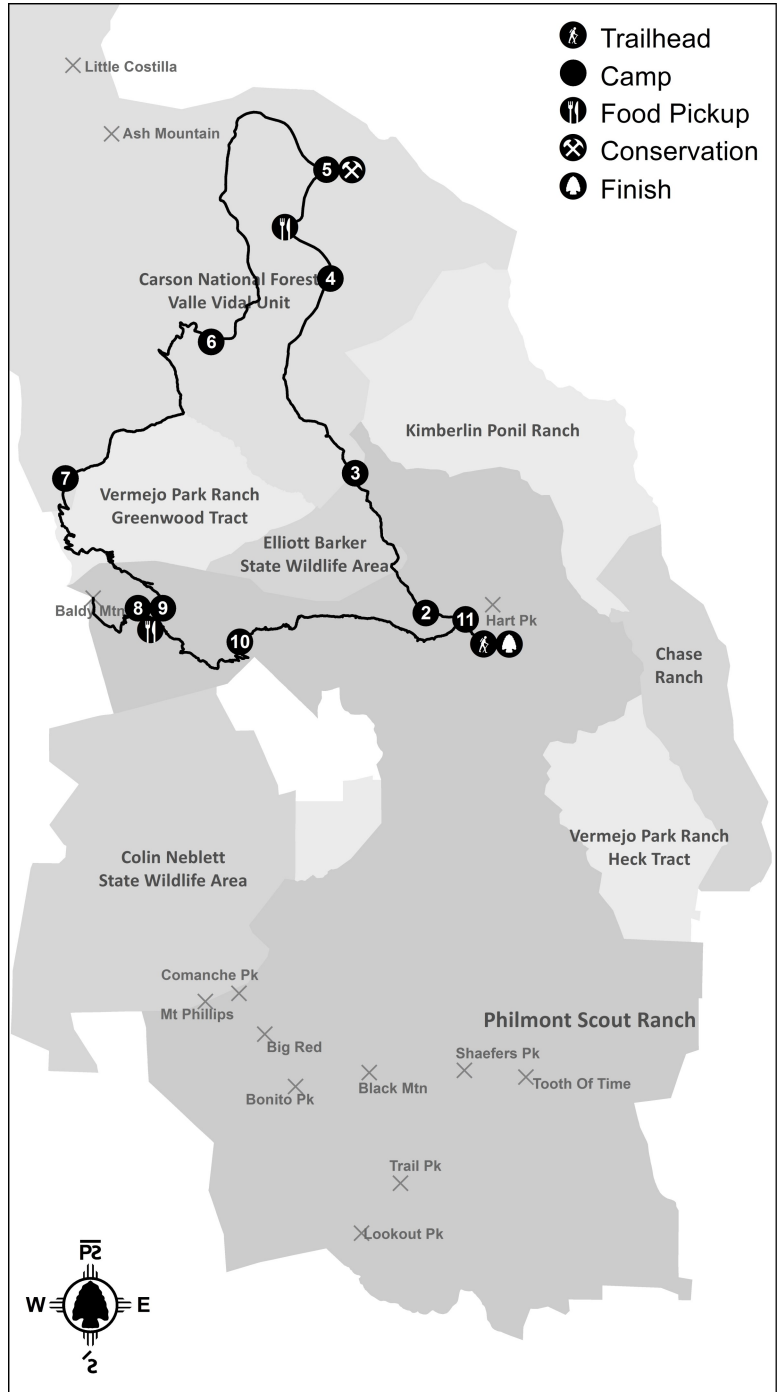 Trailhead
Camp
Food Pickup
Conservation
Finish
Little Costilla
Ash Mountain
5
4
Carson National Forest
Valle Vidal Unit
6
Kimberlin Ponil Ranch
3
7
Vermejo Park Ranch
Greenwood Tract
Elliott Barker
State Wildlife Area
Baldy Mtn
8
9
2
11
Hart Pk
10
Chase
Ranch
Vermejo Park Ranch
Heck Tract
Colin Neblett
State Wildlife Area
Comanche Pk
Mt Phillips
Philmont Scout Ranch
Big Red
Shaefers Pk
Black Mtn
Tooth Of Time
Bonito Pk
Trail Pk
Lookout Pk
W
E